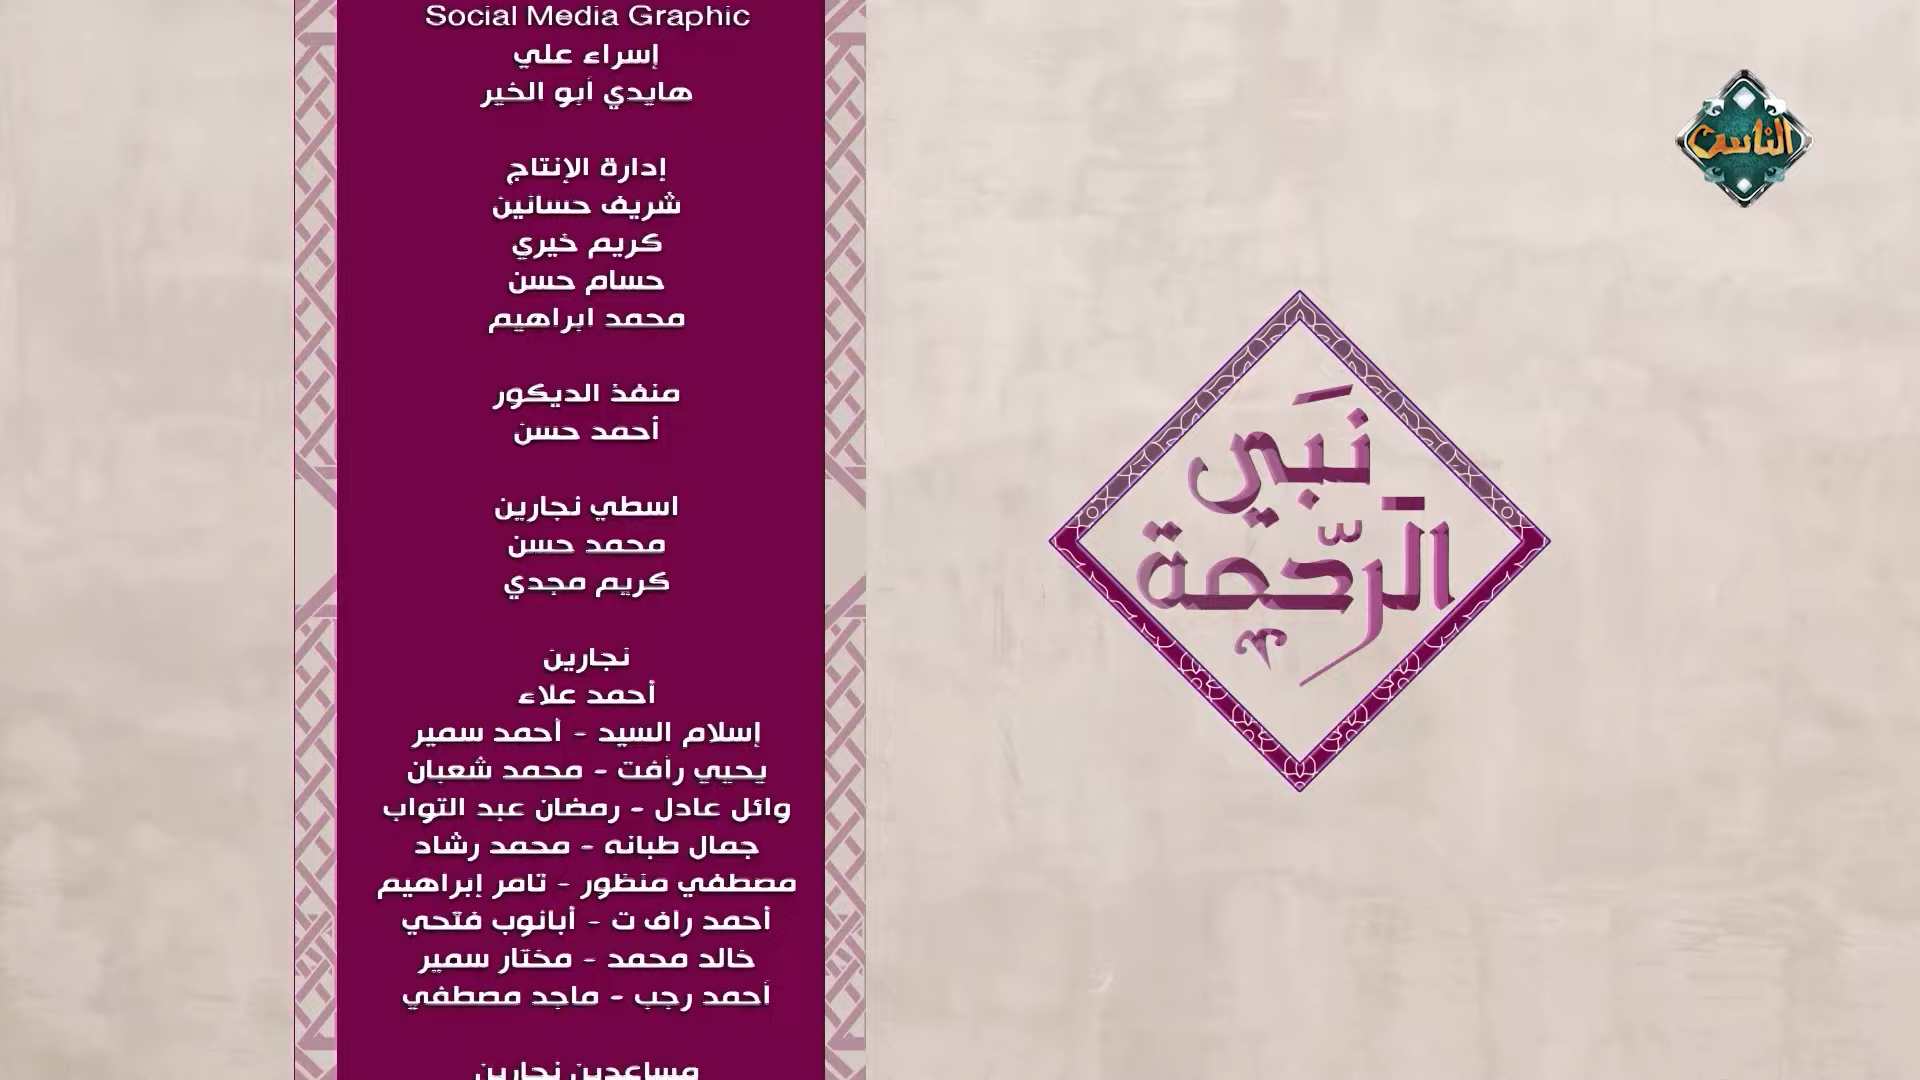 Social Media Graphic
إسراء علي
هايدي أبو الخير
إدارة الإنتاج
شريف حسانين
كريم خيري
حسام حسن
محمد ابراهيم
منفذ الديكور
أحمد حسن
اسطي نجارين
محمد حسن
كريم مجدي
نجارين
أحمد علاء
إسلام السيد - أحمد سمير
يحيي رأفت - محمد شعبان
وائل عادل - رمضان عبد التواب
جمال طبانه - محمد رشاد
مصطفي منظور - تامر إبراهيم
أحمد راف ت - أبانوب فتحي
خالد محمد - مختار سمير
أحمد رجب - ماجد مصطفي
مساعدين نجارين
الناس
نَبي
الرّحمة